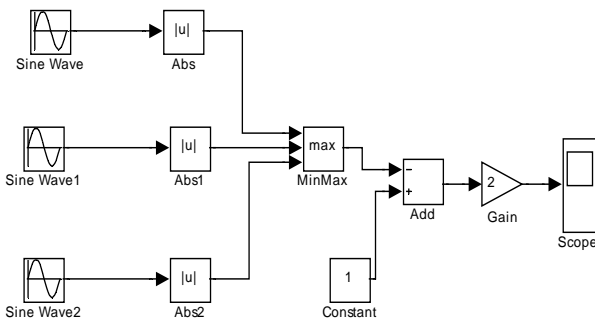 |u|
Sine Wave
Abs
|u|
max
Sine Wave1
Abs1
MinMax
−
+
2
Add
Gain
Scope
|u|
1
Sine Wave2
Abs2
Constant